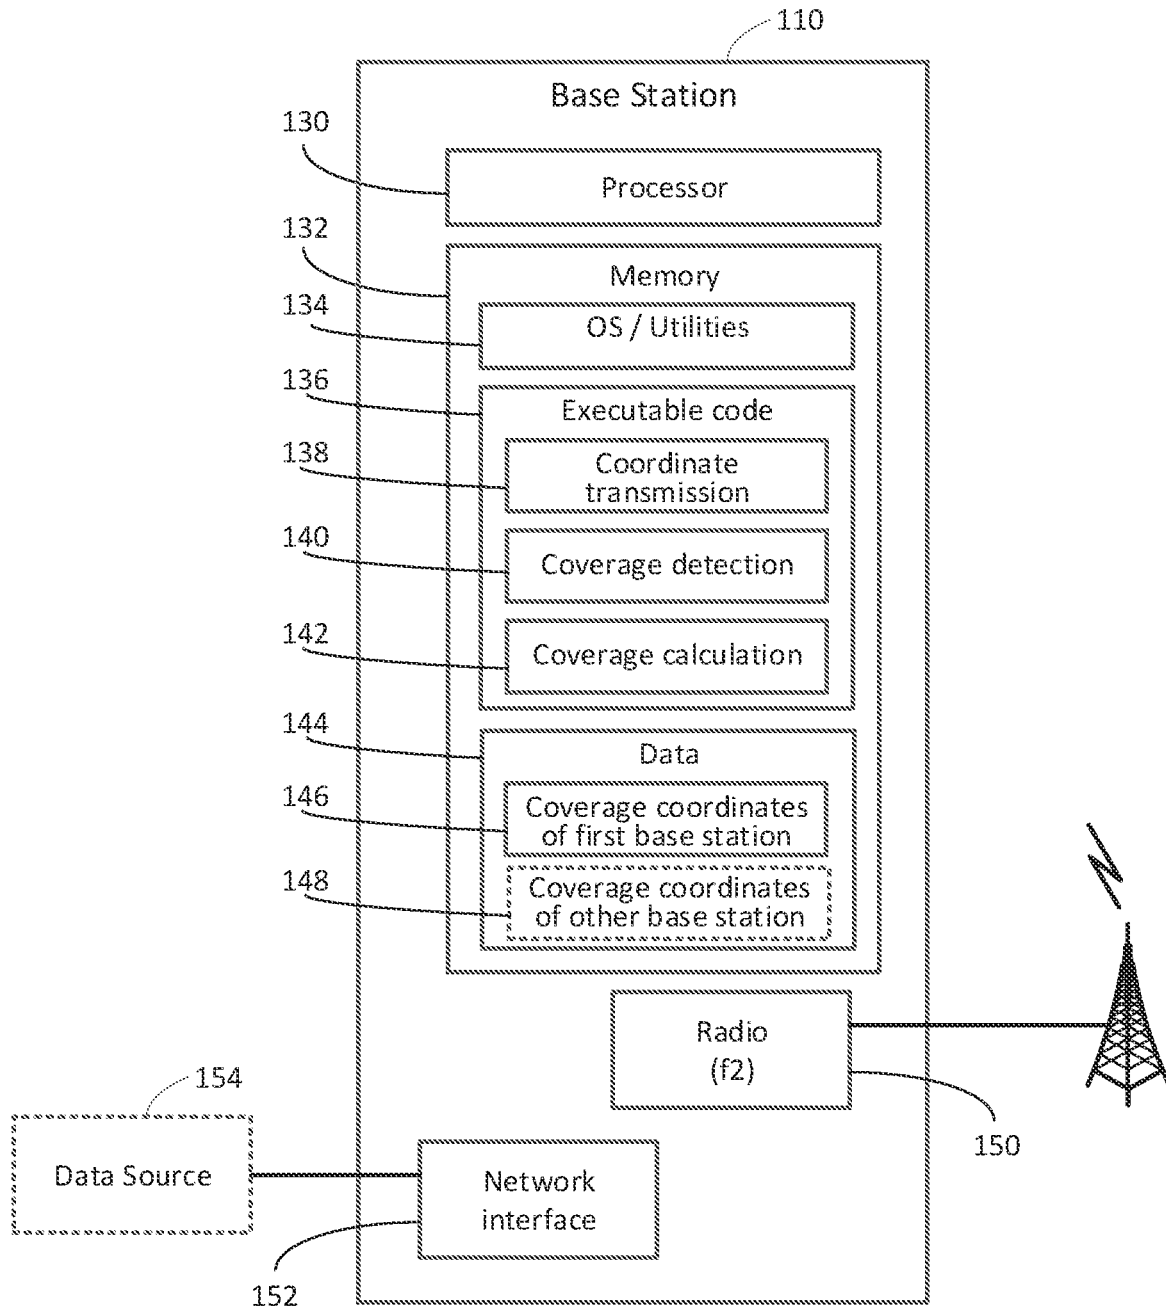 110
Base Station
130
Processor
132
Memory
134
OS / Utilities
136
Executable code
138
Coordinate
transmission
140
Coverage detection
142
Coverage calculation
144
Data
146
Coverage coordinates
of first base station
148
Coverage coordinates
of other base station
Radio
(f2)
150
154
Data Source
Network
interface
152